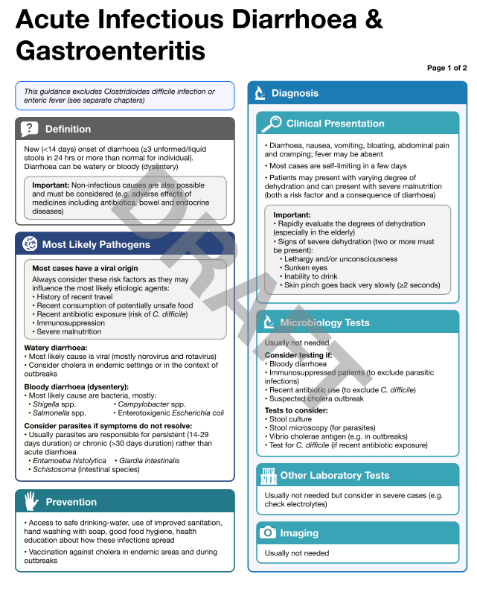 Acute Infectious Diarrhoea &
Gastroenteritis
Page 1 of 2
This guidance excludes Clostridioides difficile infection or
enteric fever (see separate chapters)
Definition
New (<14 days) onset of diarrhoea (≥3 unformed/liquid
stools in 24 hrs or more than normal for individual).
Diarrhoea can be watery or bloody (dysentery)
Important: Non-infectious causes are also possible
and must be considered (e.g. adverse effects of
medicines including antibiotics, bowel and endocrine
diseases)
Most Likely Pathogens
Most cases have a viral origin
Always consider these risk factors as they may
influence the most likely etiologic agents:
• History of recent travel
• Recent consumption of potentially unsafe food
• Recent antibiotic exposure (risk of C. difficile)
• Immunosuppression
• Severe malnutrition
Watery diarrhoea:
• Most likely cause is viral (mostly norovirus and rotavirus)
• Consider cholera in endemic settings or in the context of
outbreaks
Bloody diarrhoea (dysentery):
• Most likely cause are bacteria, mostly:
• Shigella spp. • Campylobacter spp.
• Salmonella spp. • Enterotoxigenic Escherichia coli
Consider parasites if symptoms do not resolve:
• Usually parasites are responsible for persistent (14-29
days duration) or chronic (>30 days duration) rather than
acute diarrhoea
• Entamoeba histolytica • Giardia intestinalis
• Schistosoma (intestinal species)
Prevention
• Access to safe drinking-water, use of improved sanitation,
hand washing with soap, good food hygiene, health
education about how these infections spread
• Vaccination against cholera in endemic areas and during
outbreaks
Diagnosis
Clinical Presentation
• Diarrhoea, nausea, vomiting, bloating, abdominal pain
and cramping; fever may be absent
• Most cases are self-limiting in a few days
• Patients may present with varying degree of
dehydration and can present with severe malnutrition
(both a risk factor and a consequence of diarrhoea)
Important:
• Rapidly evaluate the degrees of dehydration
(especially in the elderly)
• Signs of severe dehydration (two or more must
be present):
• Lethargy and/or unconsciousness
• Sunken eyes
• Inability to drink
• Skin pinch goes back very slowly (≥2 seconds)
Microbiology Tests
Usually not needed
Consider testing if:
• Bloody diarrhoea
• Immunosuppressed patients (to exclude parasitic
infections)
• Recent antibiotic use (to exclude C. difficile)
• Suspected cholera outbreak
Tests to consider:
• Stool culture
• Stool microscopy (for parasites)
• Vibrio cholerae antigen (e.g. in outbreaks)
• Test for C. difficile (if recent antibiotic exposure)
Other Laboratory Tests
Usually not needed but consider in severe cases (e.g.
check electrolytes)
Imaging
Usually not needed
DRAFT